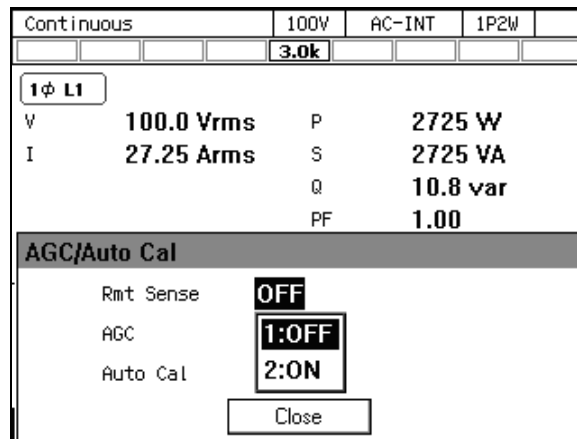 Continuous 100V AC-INT 1P2W
3.0k
1ϕ L1
V 100.0 Vrms P 2725 W
I 27.25 Arms S 2725 VA
Q 10.8 var
PF 1.00
AGC/Auto Cal
Rmt Sense OFF
AGC 1:OFF
Auto Cal 2:ON
Close